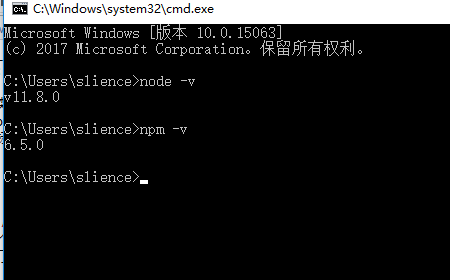 C:\Windows\system32\cmd.exe
Microsoft Windows [版本 10.0.15063]
(c) 2017 Microsoft Corporation。保留所有权利。
C:\Users\slience>node -v
v11.8.0
C:\Users\slience>npm -v
6.5.0
C:\Users\slience>